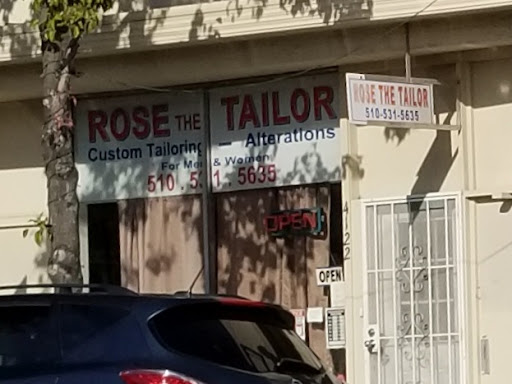 ROSE THE TAILOR
Custom Tailoring - Alterations
For Men & Women
510.531.5635
ROSE THE TAILOR
510-531-5635
OPEN
4122
OPEN